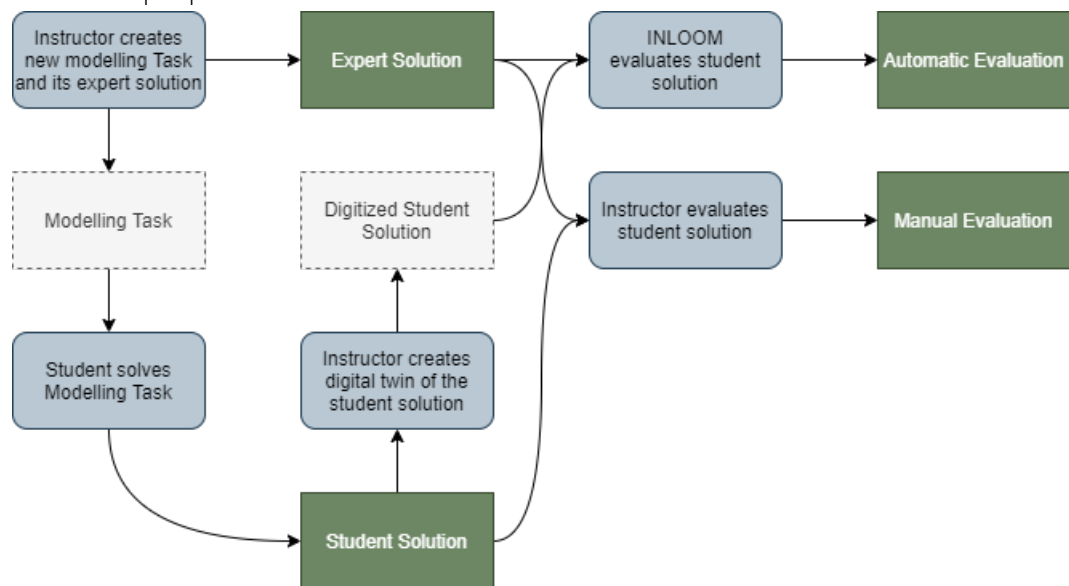 Instructor creates
new modelling Task
and its expert solution
Expert Solution
INLOOM
evaluates student
solution
Automatic Evaluation
Modelling Task
Digitized Student
Solution
Instructor evaluates
student solution
Manual Evaluation
Student solves
Modelling Task
Instructor creates
digital twin of the
student solution
Student Solution